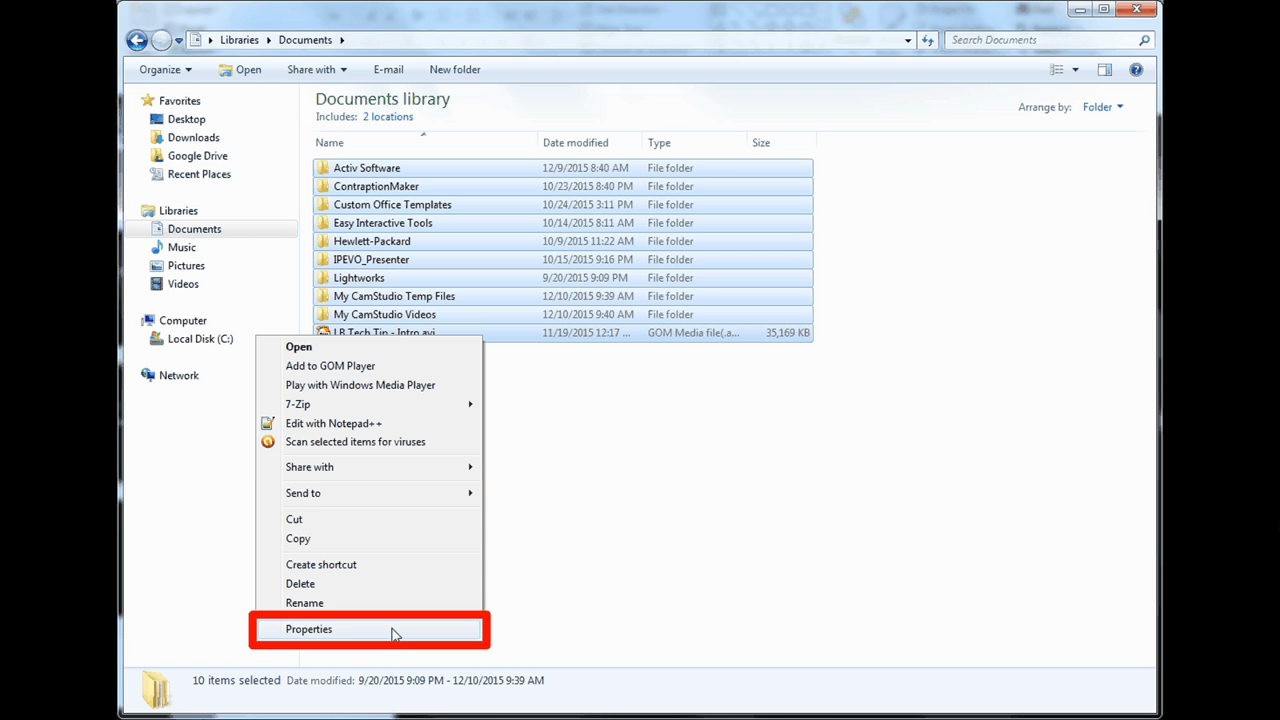 Libraries Documents
Search Documents
Organize Open Share with E-mail New folder
Documents library
Includes: 2 locations
Arrange by: Folder
Name Date modified Type Size
Favorites
Desktop
Downloads
Google Drive
Recent Places
Libraries
Documents
Music
Pictures
Videos
Computer
Local Disk (C:)
Network
Activ Software 12/9/2015 8:40 AM File folder
ContraptionMaker 10/23/2015 8:40 PM File folder
Custom Office Templates 10/24/2015 3:11 PM File folder
Easy Interactive Tools 10/14/2015 8:11 AM File folder
Hewlett-Packard 10/9/2015 11:22 AM File folder
IPEVO_Presenter 10/15/2015 9:16 PM File folder
Lightworks 9/20/2015 9:09 PM File folder
My CamStudio Temp Files 12/10/2015 9:39 AM File folder
My CamStudio Videos 12/10/2015 9:40 AM File folder
LB Tech Tip - Intro.avi 11/19/2015 12:17 ... GOM Media file(.a... 35,169 KB
Open
Add to GOM Player
Play with Windows Media Player
7-Zip
Edit with Notepad++
Scan selected items for viruses
Share with
Send to
Cut
Copy
Create shortcut
Delete
Rename
Properties
10 items selected Date modified: 9/20/2015 9:09 PM - 12/10/2015 9:39 AM